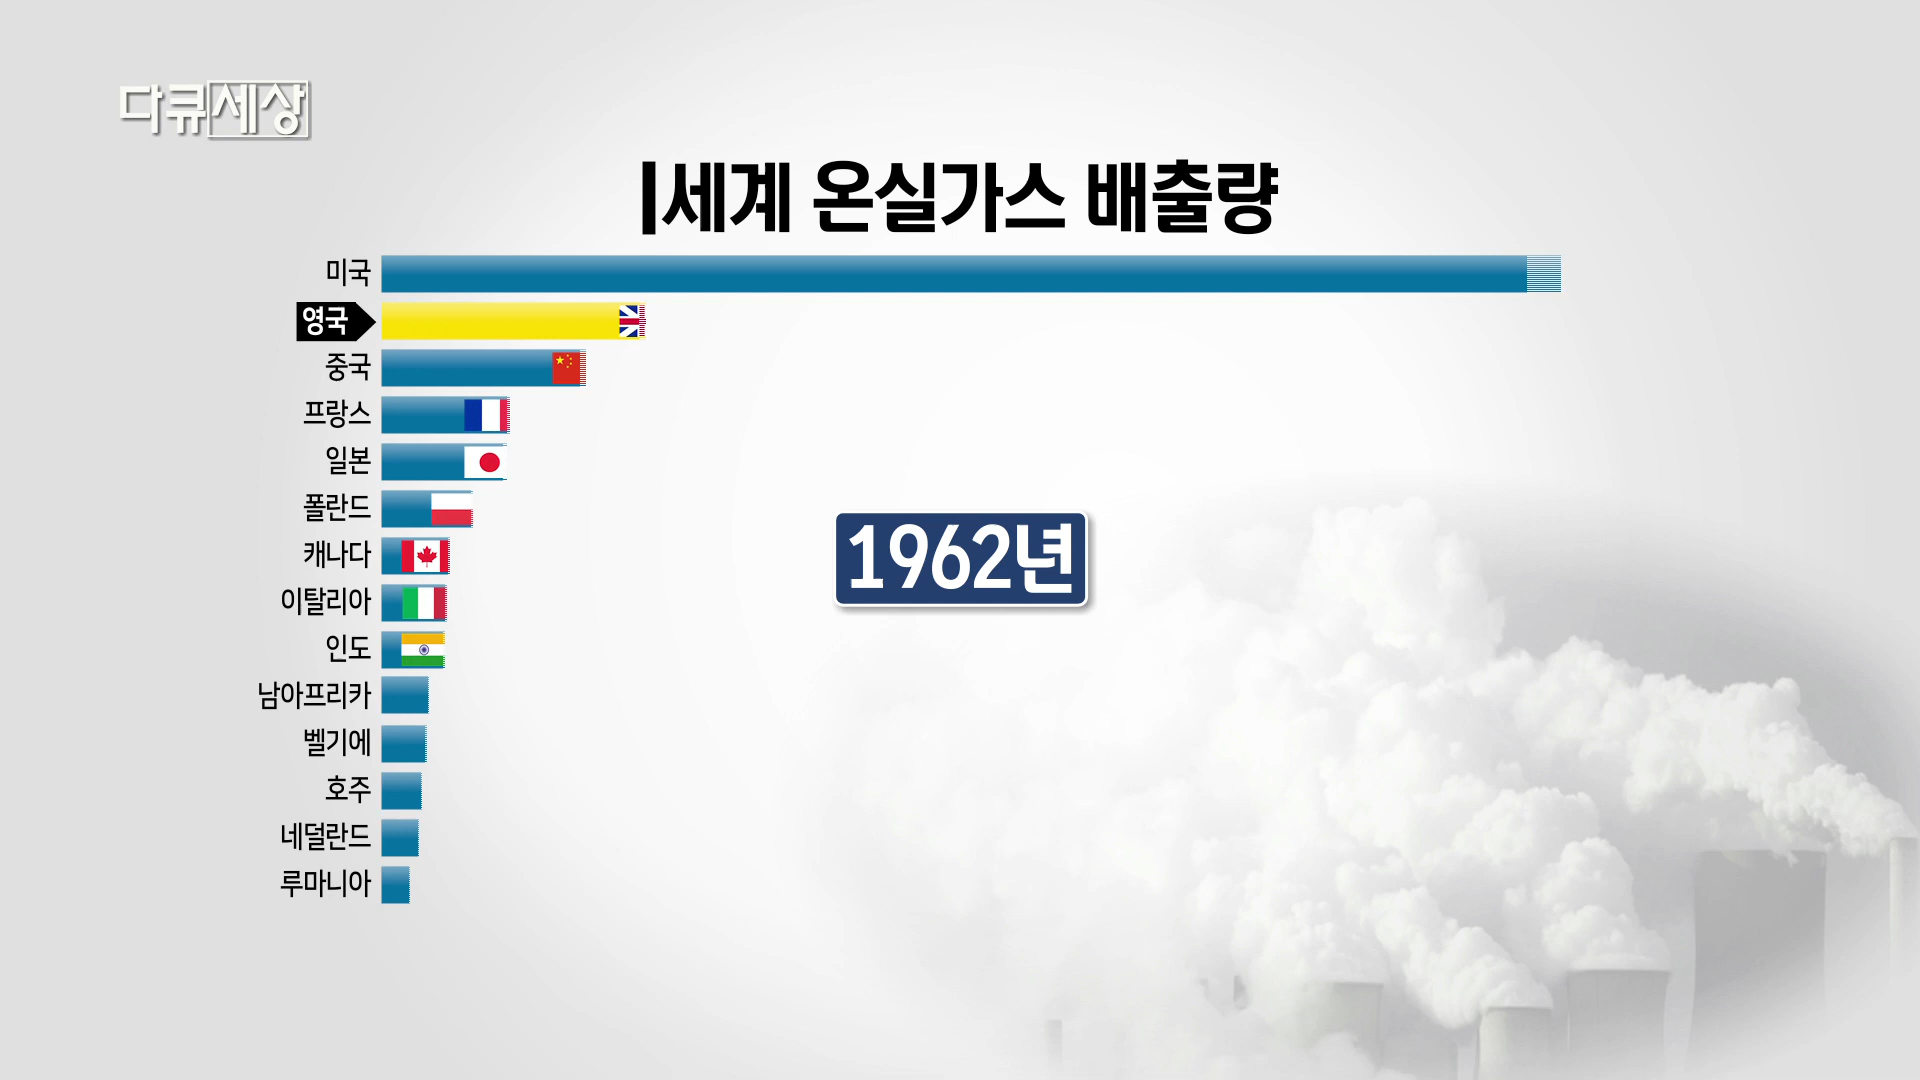 다큐세상
세계 온실가스 배출량
미국
영국
중국
프랑스
일본
폴란드
캐나다
이탈리아
인도
남아프리카
벨기에
호주
네덜란드
루마니아
1962년